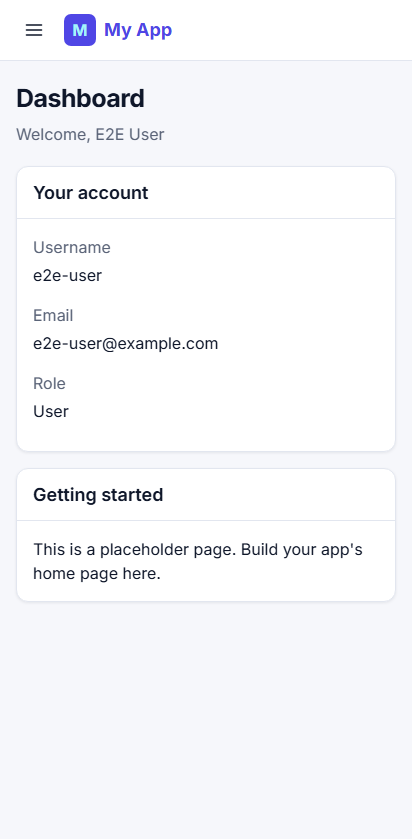 M My App
Dashboard
Welcome, E2E User
Your account
Username
e2e-user
Email
e2e-user@example.com
Role
User
Getting started
This is a placeholder page. Build your app's
home page here.